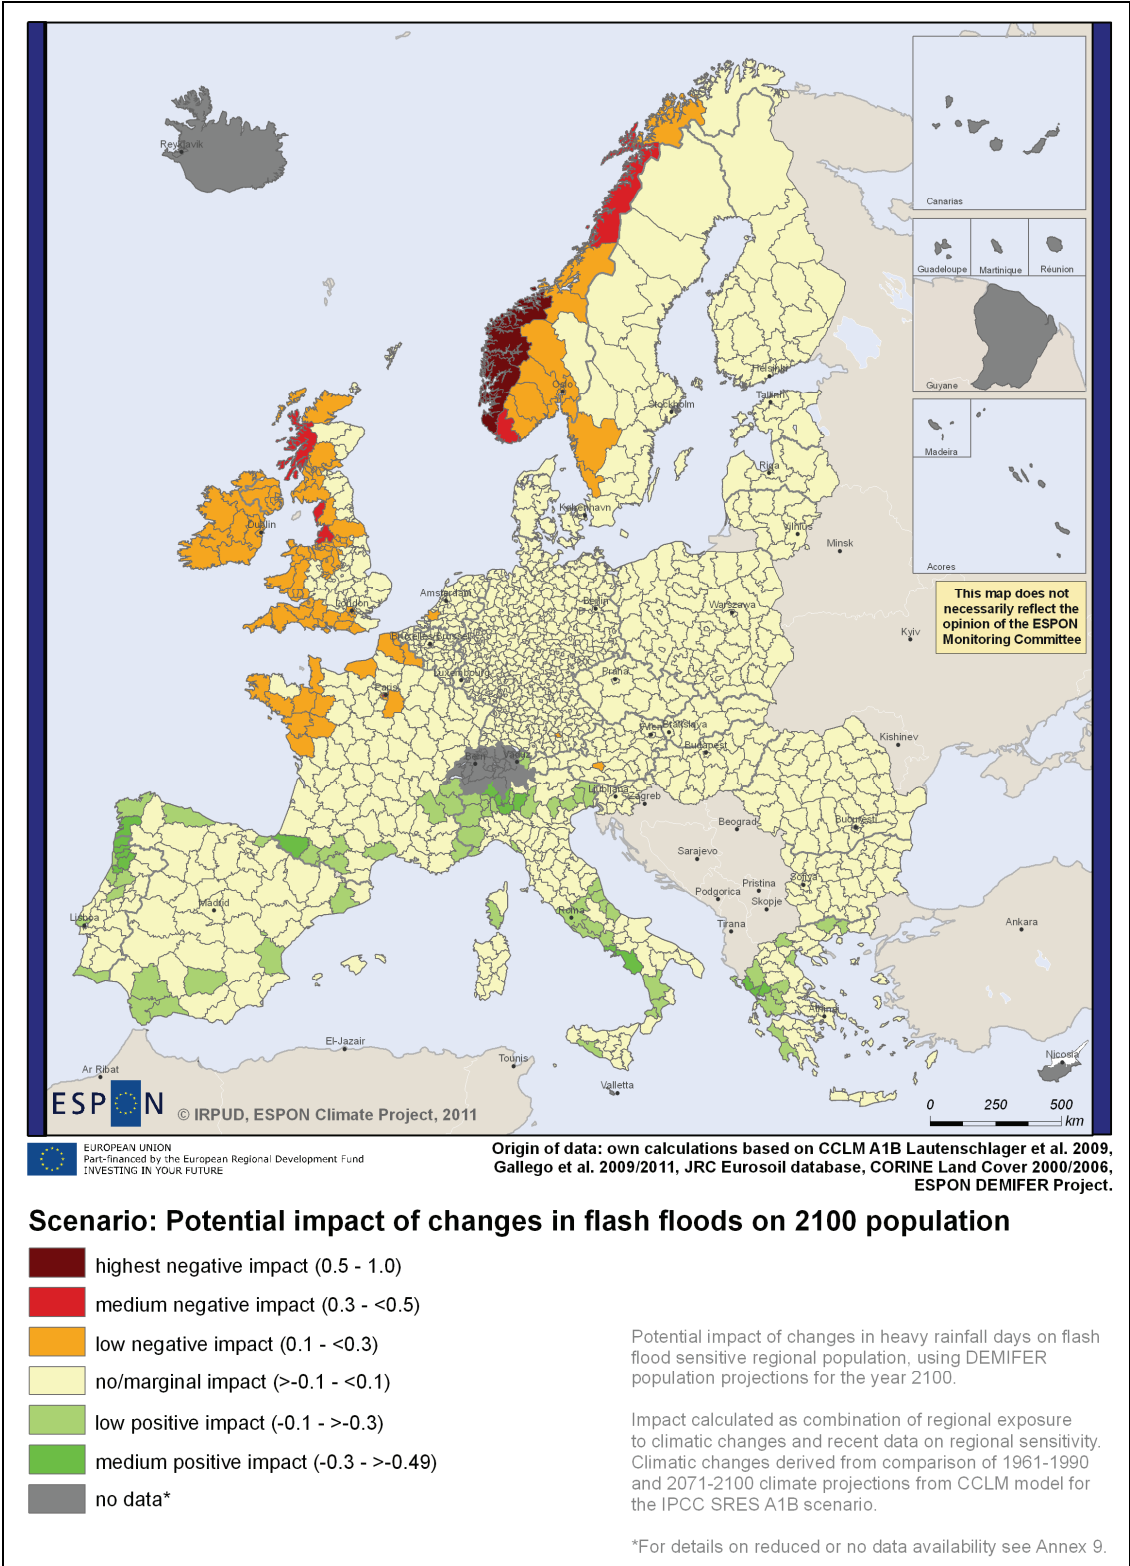 Reykjavik
Canarias
Guadeloupe
Martinique
Réunion
Guyane
Madeira
Acores
This map does not
necessarily reflect the
opinion of the ESPON
Monitoring Committee
Helsinki
Tallinn
Oslo
Stockholm
Riga
København
Vilnius
Minsk
Dublin
Amsterdam
Berlin
Warszawa
London
Kyiv
Bruxelles/Brussel
Luxembourg
Praha
Paris
Wien
Bratislava
Budapest
Kishinev
Bern
Vaduz
Ljubljana
Zagreb
Beograd
Bucuresti
Sarajevo
Pristina
Sofiya
Podgorica
Skopje
Madrid
Roma
Lisboa
Tirana
Ankara
Athinai
El-Jazair
Tounis
Nicosia
Ar Ribat
Valletta
ESPON
© IRPUD, ESPON Climate Project, 2011
0 250 500
km
EUROPEAN UNION
Part-financed by the European Regional Development Fund
INVESTING IN YOUR FUTURE
Origin of data: own calculations based on CCLM A1B Lautenschlager et al. 2009,
Gallego et al. 2009/2011, JRC Eurosoil database, CORINE Land Cover 2000/2006,
ESPON DEMIFER Project.
Scenario: Potential impact of changes in flash floods on 2100 population
highest negative impact (0.5 - 1.0)
medium negative impact (0.3 - <0.5)
low negative impact (0.1 - <0.3)
no/marginal impact (>-0.1 - <0.1)
low positive impact (-0.1 - >-0.3)
medium positive impact (-0.3 - >-0.49)
no data*
Potential impact of changes in heavy rainfall days on flash
flood sensitive regional population, using DEMIFER
population projections for the year 2100.
Impact calculated as combination of regional exposure
to climatic changes and recent data on regional sensitivity.
Climatic changes derived from comparison of 1961-1990
and 2071-2100 climate projections from CCLM model for
the IPCC SRES A1B scenario.
*For details on reduced or no data availability see Annex 9.